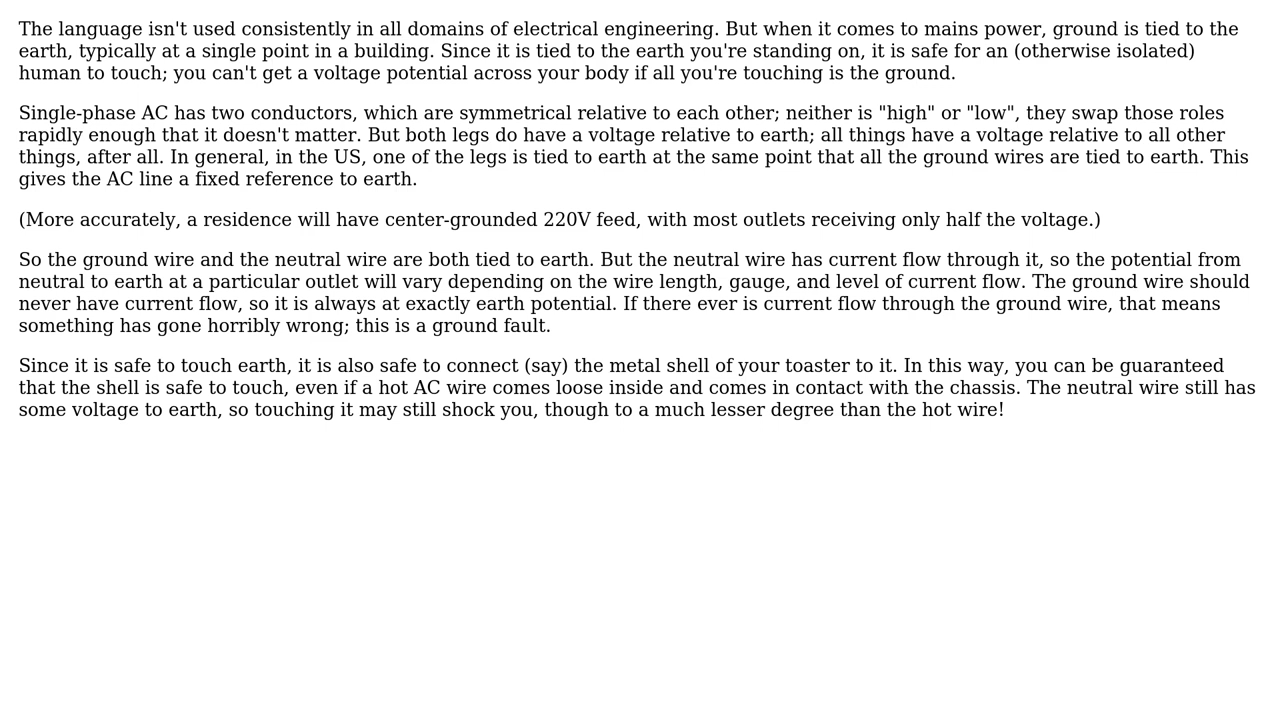 The language isn't used consistently in all domains of electrical engineering. But when it comes to mains power, ground is tied to the
earth, typically at a single point in a building. Since it is tied to the earth you're standing on, it is safe for an (otherwise isolated)
human to touch; you can't get a voltage potential across your body if all you're touching is the ground.
Single-phase AC has two conductors, which are symmetrical relative to each other; neither is "high" or "low", they swap those roles
rapidly enough that it doesn't matter. But both legs do have a voltage relative to earth; all things have a voltage relative to all other
things, after all. In general, in the US, one of the legs is tied to earth at the same point that all the ground wires are tied to earth. This
gives the AC line a fixed reference to earth.
(More accurately, a residence will have center-grounded 220V feed, with most outlets receiving only half the voltage.)
So the ground wire and the neutral wire are both tied to earth. But the neutral wire has current flow through it, so the potential from
neutral to earth at a particular outlet will vary depending on the wire length, gauge, and level of current flow. The ground wire should
never have current flow, so it is always at exactly earth potential. If there ever is current flow through the ground wire, that means
something has gone horribly wrong; this is a ground fault.
Since it is safe to touch earth, it is also safe to connect (say) the metal shell of your toaster to it. In this way, you can be guaranteed
that the shell is safe to touch, even if a hot AC wire comes loose inside and comes in contact with the chassis. The neutral wire still has
some voltage to earth, so touching it may still shock you, though to a much lesser degree than the hot wire!